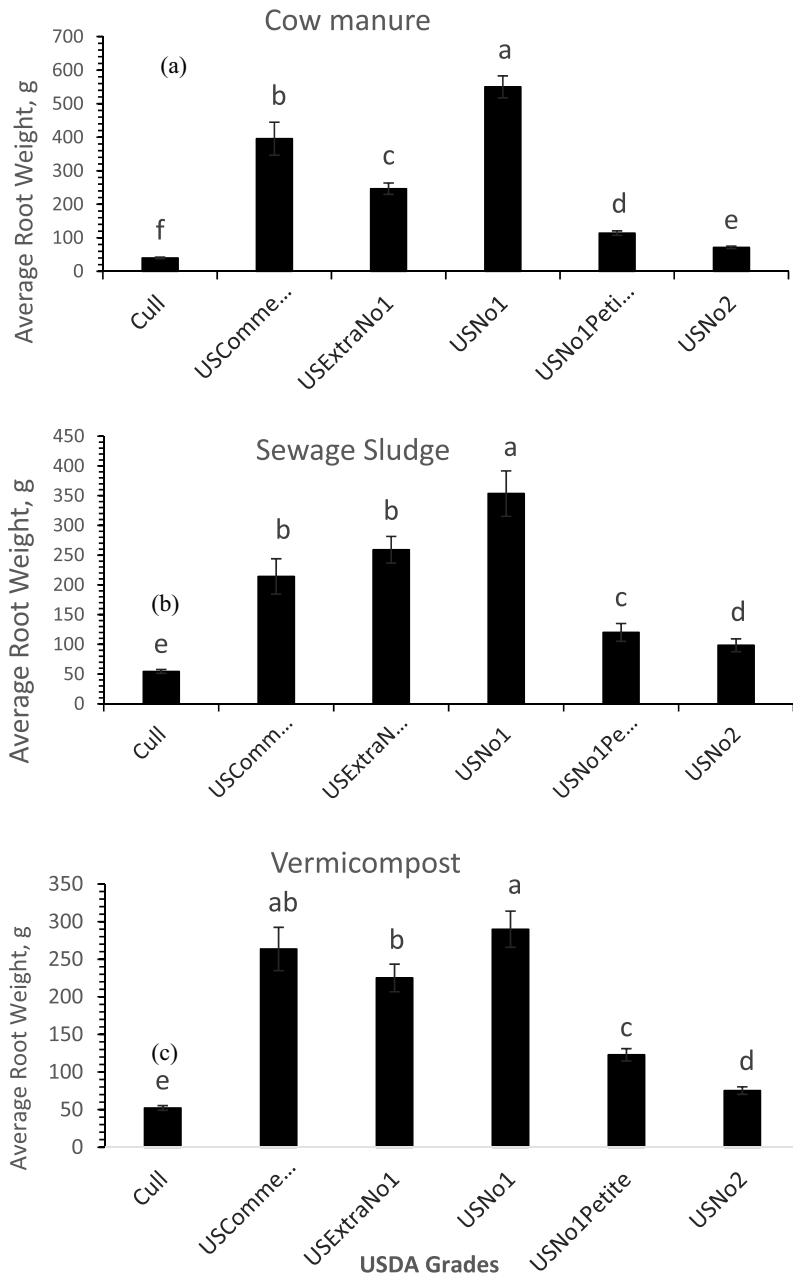 Cow manure
Average Root Weight, g
700
600
500
400
300
200
100
0
(a)
f
b
c
a
d
e
Cull
USComme...
USExtraNo1
USNo1
USNo1Peti...
USNo2
Sewage Sludge
Average Root Weight, g
450
400
350
300
250
200
150
100
50
0
(b)
e
b
b
a
c
d
Cull
USComm...
USExtraN...
USNo1
USNo1Pe...
USNo2
Vermicompost
Average Root Weight, g
350
300
250
200
150
100
50
0
(c)
e
ab
b
a
c
d
Cull
USComme...
USExtraNo1
USNo1
USNo1Petite
USNo2
USDA Grades